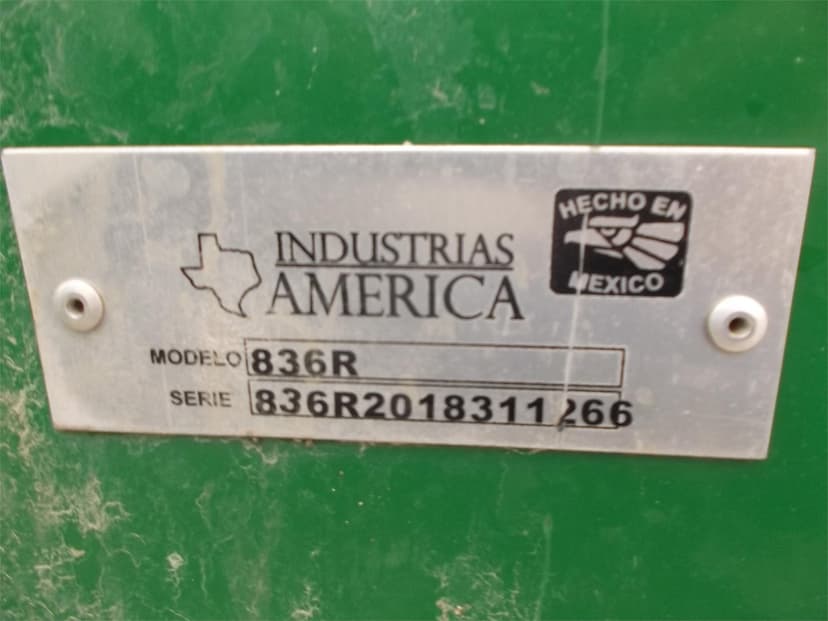 HECHO EN
MEXICO
INDUSTRIAS
AMERICA
MODELO 836R
SERIE 836R2018311266